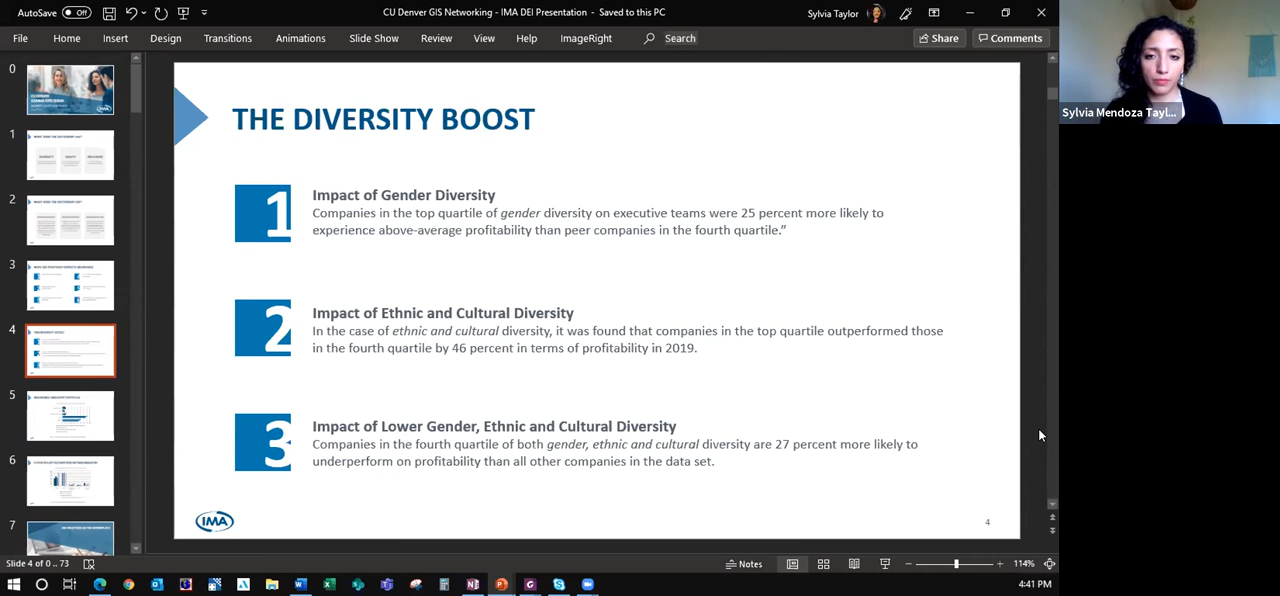 AutoSave Off
CU Denver GIS Networking - IMA DEI Presentation - Saved to this PC
Sylvia Taylor
File Home Insert Design Transitions Animations Slide Show Review View Help ImageRight Search Share Comments
0
1
2
3
4
5
6
7
THE DIVERSITY BOOST
1
Impact of Gender Diversity
Companies in the top quartile of gender diversity on executive teams were 25 percent more likely to
experience above-average profitability than peer companies in the fourth quartile.”
2
Impact of Ethnic and Cultural Diversity
In the case of ethnic and cultural diversity, it was found that companies in the top quartile outperformed those
in the fourth quartile by 46 percent in terms of profitability in 2019.
3
Impact of Lower Gender, Ethnic and Cultural Diversity
Companies in the fourth quartile of both gender, ethnic and cultural diversity are 27 percent more likely to
underperform on profitability than all other companies in the data set.
IMA
4
Sylvia Mendoza Tayl...
Slide 4 of 0 .. 73
Notes
114%
4:41 PM